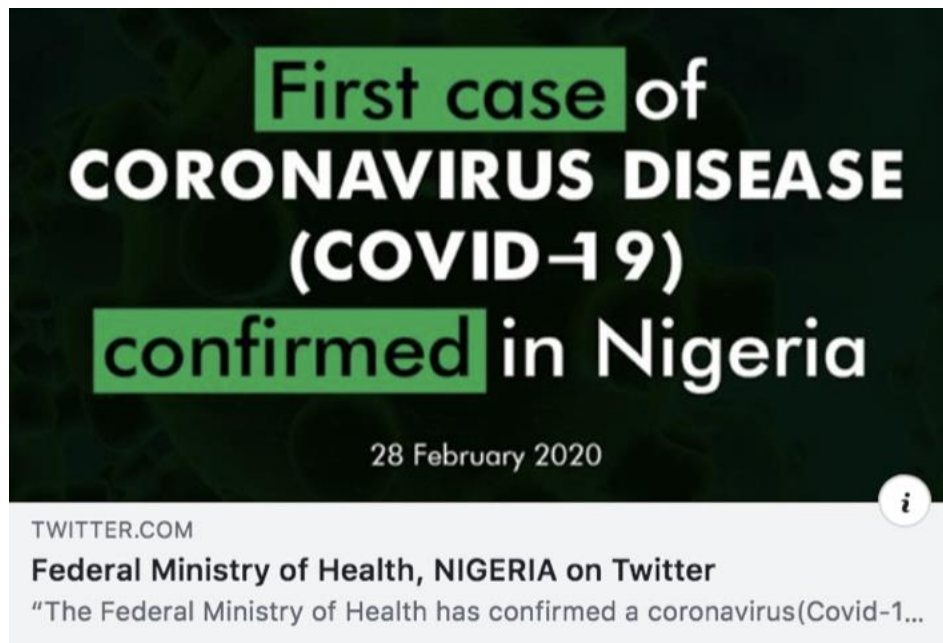 First case of
CORONAVIRUS DISEASE
(COVID-19)
confirmed in Nigeria
28 February 2020
i
TWITTER.COM
Federal Ministry of Health, NIGERIA on Twitter
“The Federal Ministry of Health has confirmed a coronavirus(Covid-1...